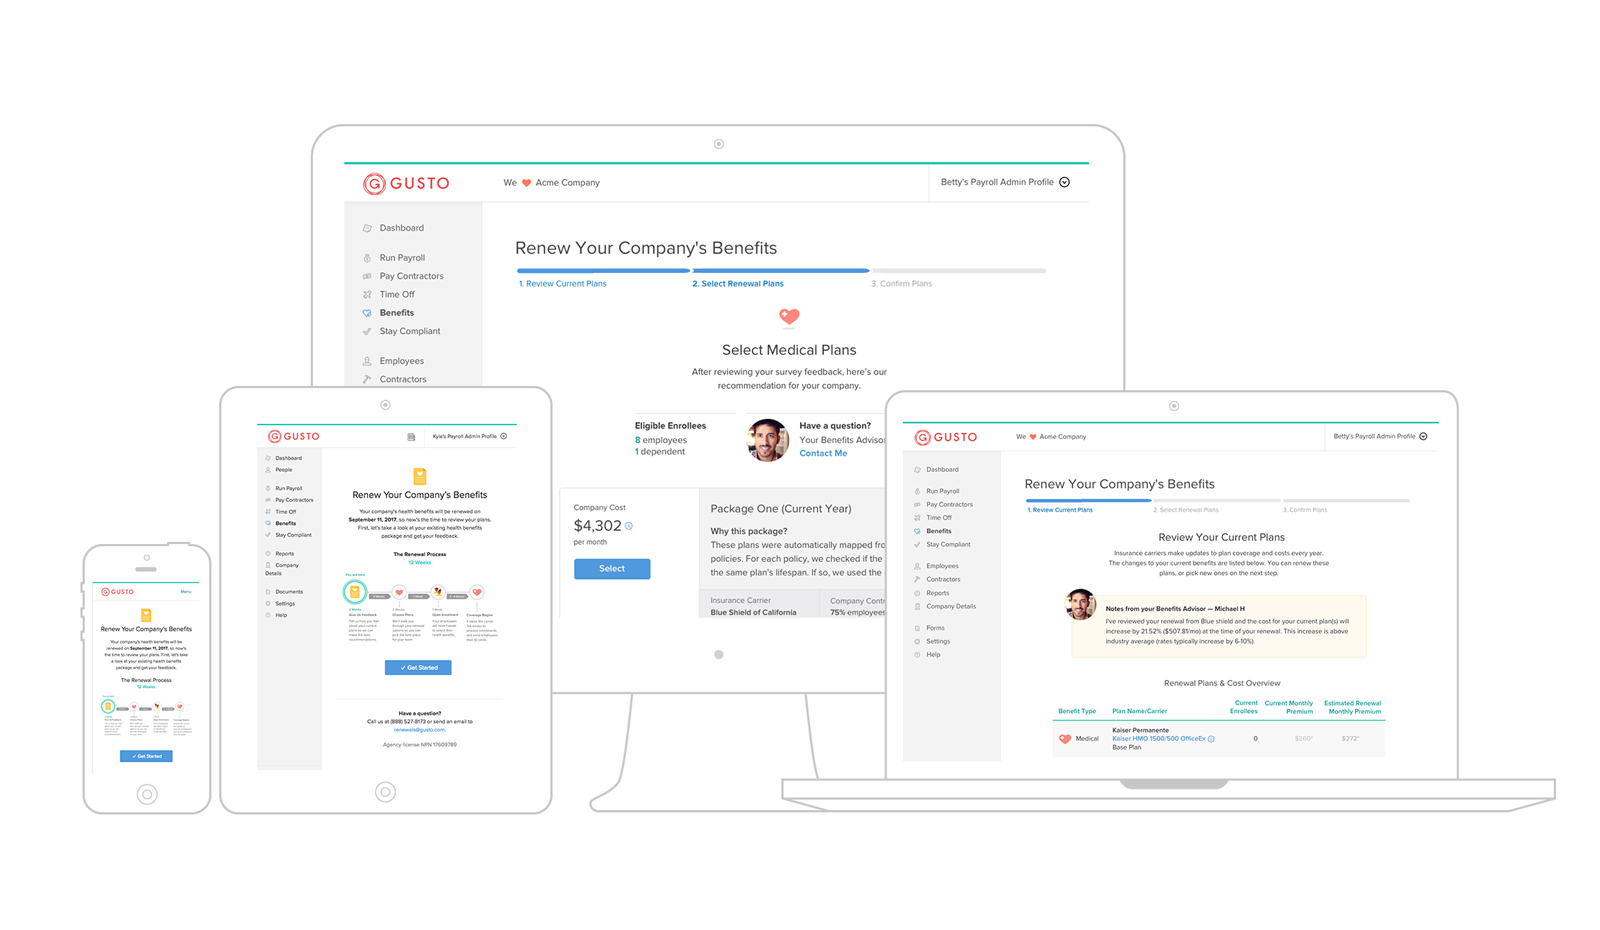 GUSTO
We Acme Company
Betty's Payroll Admin Profile
Dashboard
Run Payroll
Pay Contractors
Time Off
Benefits
Stay Compliant
Employees
Contractors
Renew Your Company's Benefits
1. Review Current Plans
2. Select Renewal Plans
3. Confirm Plans
Select Medical Plans
After reviewing your survey feedback, here's our
recommendation for your company.
Eligible Enrollees
8 employees
1 dependent
Have a question?
Your Benefits Advisor
Contact Me
Company Cost
$4,302
per month
Select
Package One (Current Year)
Why this package?
These plans were automatically mapped fro
policies. For each policy, we checked if the
the same plan's lifespan. If so, we used the
Insurance Carrier
Blue Shield of California
Company Contr
75% employees
GUSTO
Menu
Renew Your Company's Benefits
Your company's health benefits will be
renewed on September 11, 2017, so now's
the time to review your plans. First, let's take
a look at your existing health benefits
package and get your feedback.
The Renewal Process
12 Weeks
Get Started
GUSTO
Kyle's Payroll Admin Profile
Dashboard
People
Run Payroll
Pay Contractors
Time Off
Benefits
Stay Compliant
Reports
Company
Details
Documents
Settings
Help
Renew Your Company's Benefits
Your company's health benefits will be renewed on
September 11, 2017, so now's the time to review your plans.
First, let's take a look at your existing health benefits
package and get your feedback.
The Renewal Process
12 Weeks
You are here
Give Us Feedback
Choose Plans
Open Enrollment
Coverage Begins
Get Started
Have a question?
Call us at (888) 527-8173 or send an email to
renewals@gusto.com.
Agency license NPN 17609789
GUSTO
We Acme Company
Betty's Payroll Admin Profile
Dashboard
Run Payroll
Pay Contractors
Time Off
Benefits
Stay Compliant
Employees
Contractors
Reports
Company Details
Forms
Settings
Help
Renew Your Company's Benefits
1. Review Current Plans
2. Select Renewal Plans
3. Confirm Plans
Review Your Current Plans
Insurance carriers make updates to plan coverage and costs every year.
The changes to your current benefits are listed below. You can renew these
plans, or pick new ones on the next step.
Notes from your Benefits Advisor — Michael H
I've reviewed your renewal from Blue shield and the cost for your current plan(s) will
increase by 21.52% ($507.81/mo) at the time of your renewal. This increase is above
industry average (rates typically increase by 6-10%).
Renewal Plans & Cost Overview
Benefit Type
Plan Name/Carrier
Current
Enrollees
Current Monthly
Premium
Estimated Renewal
Monthly Premium
Medical
Kaiser Permanente
Kaiser HMO 1500/500 OfficeEx
Base Plan
0
$260*
$272*